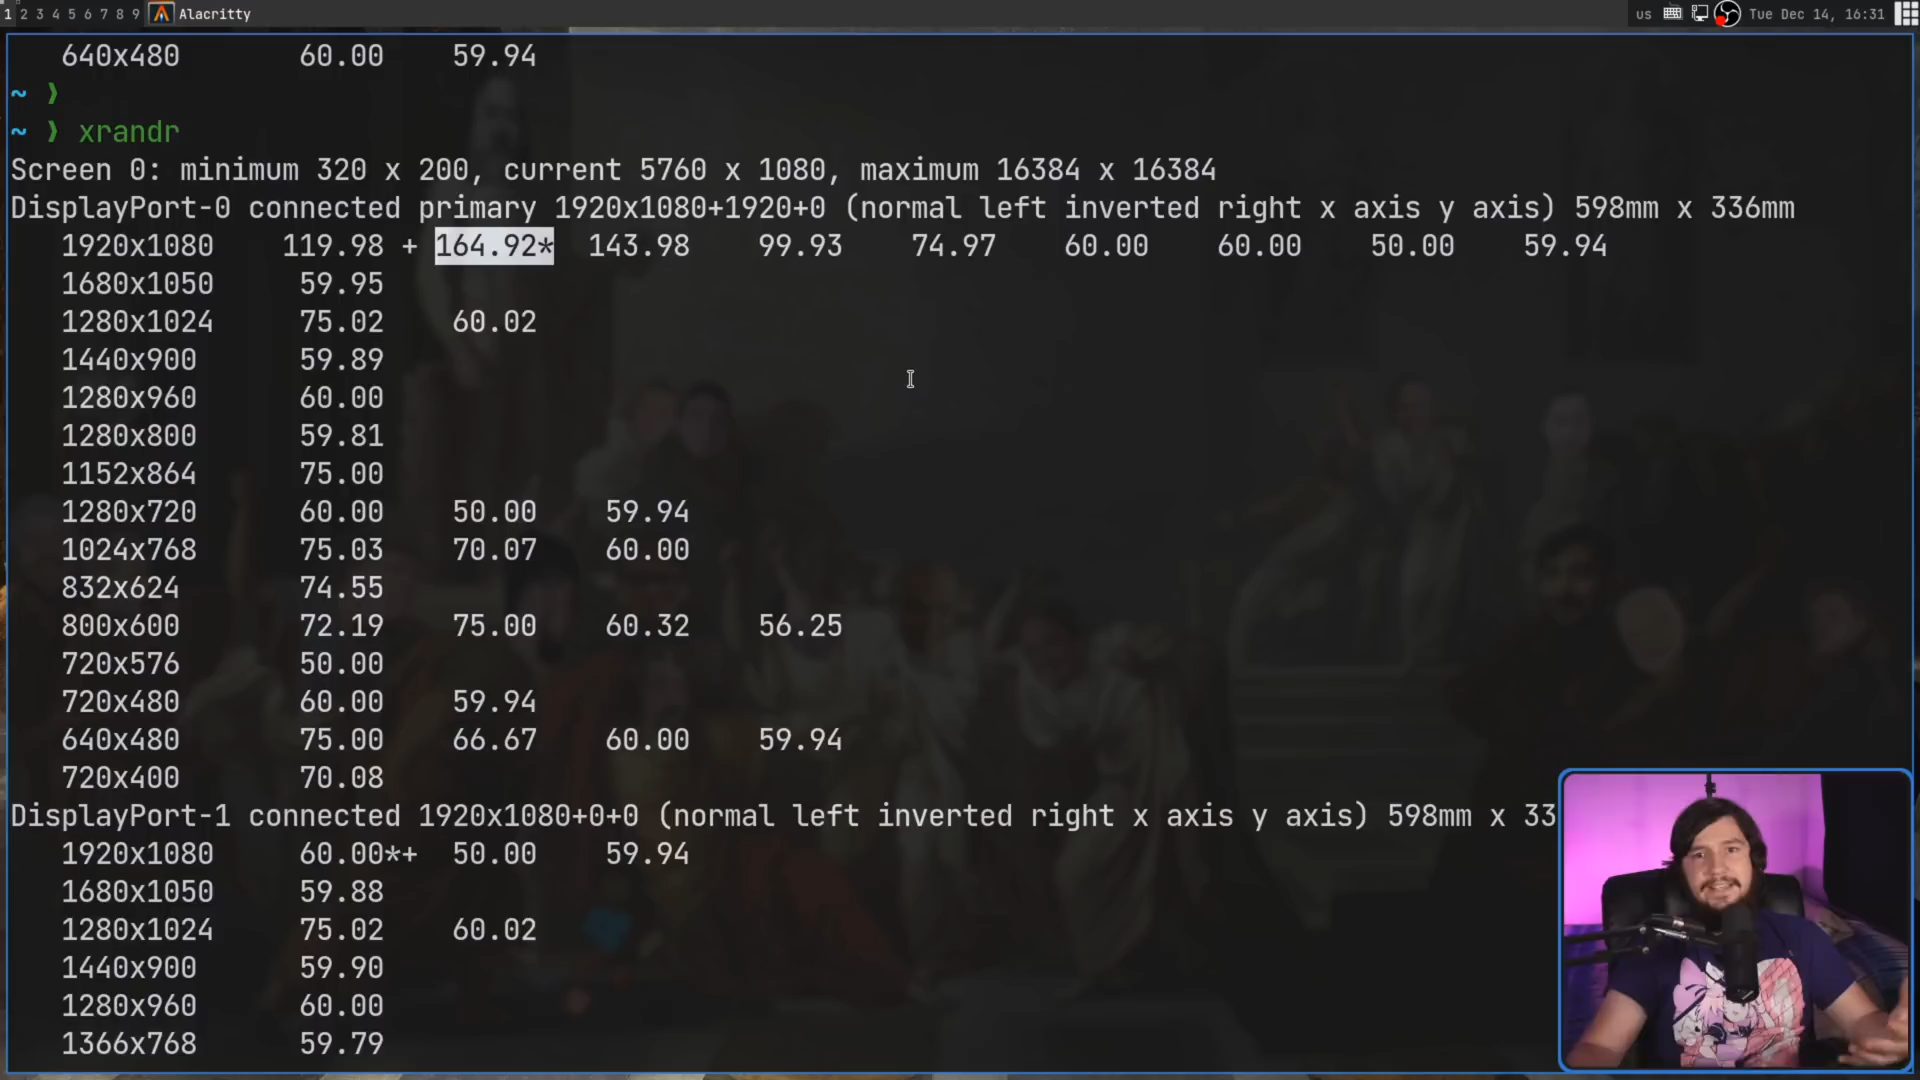 1 2 3 4 5 6 7 8 9 Alacritty us Tue Dec 14, 16:31
640x480 60.00 59.94
~ ❱
~ ❱ xrandr
Screen 0: minimum 320 x 200, current 5760 x 1080, maximum 16384 x 16384
DisplayPort-0 connected primary 1920x1080+1920+0 (normal left inverted right x axis y axis) 598mm x 336mm
1920x1080 119.98 + 164.92* 143.98 99.93 74.97 60.00 60.00 50.00 59.94
1680x1050 59.95
1280x1024 75.02 60.02
1440x900 59.89
1280x960 60.00
1280x800 59.81
1152x864 75.00
1280x720 60.00 50.00 59.94
1024x768 75.03 70.07 60.00
832x624 74.55
800x600 72.19 75.00 60.32 56.25
720x576 50.00
720x480 60.00 59.94
640x480 75.00 66.67 60.00 59.94
720x400 70.08
DisplayPort-1 connected 1920x1080+0+0 (normal left inverted right x axis y axis) 598mm x 33
1920x1080 60.00*+ 50.00 59.94
1680x1050 59.88
1280x1024 75.02 60.02
1440x900 59.90
1280x960 60.00
1366x768 59.79